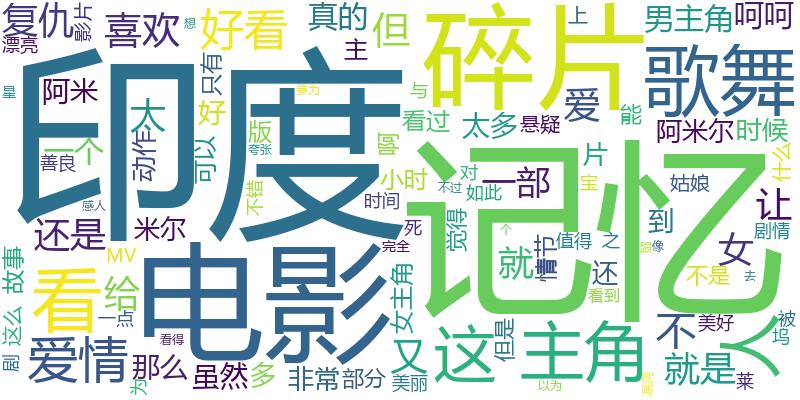 复仇
影片
喜欢
想
好看
真的
但
碎片
男主角
呵呵
漂亮
主
上
歌舞
星
阿米
太
只有
暴力
与
爱
印度
一个
动作
好
版
啊
看过
太多
悬疑
能
阿米尔
时候
善良
可以
夸张
小时
对
不过
如此
一部
片
宝
姑娘
什么
感人
不错
时间
记忆
还是
米尔
死
觉得
到
让
MV
完全
个
就
情节
值得
之
女
剧情
故事
看
给
电影
女主角
还
看到
跟
像
不是
去
人
这么
一点
但是
不
美好
被
剧
爱情
那么
看得
又
这
主角
就是
坞
为
虽然
多
非常
部分
美丽
以为
莱